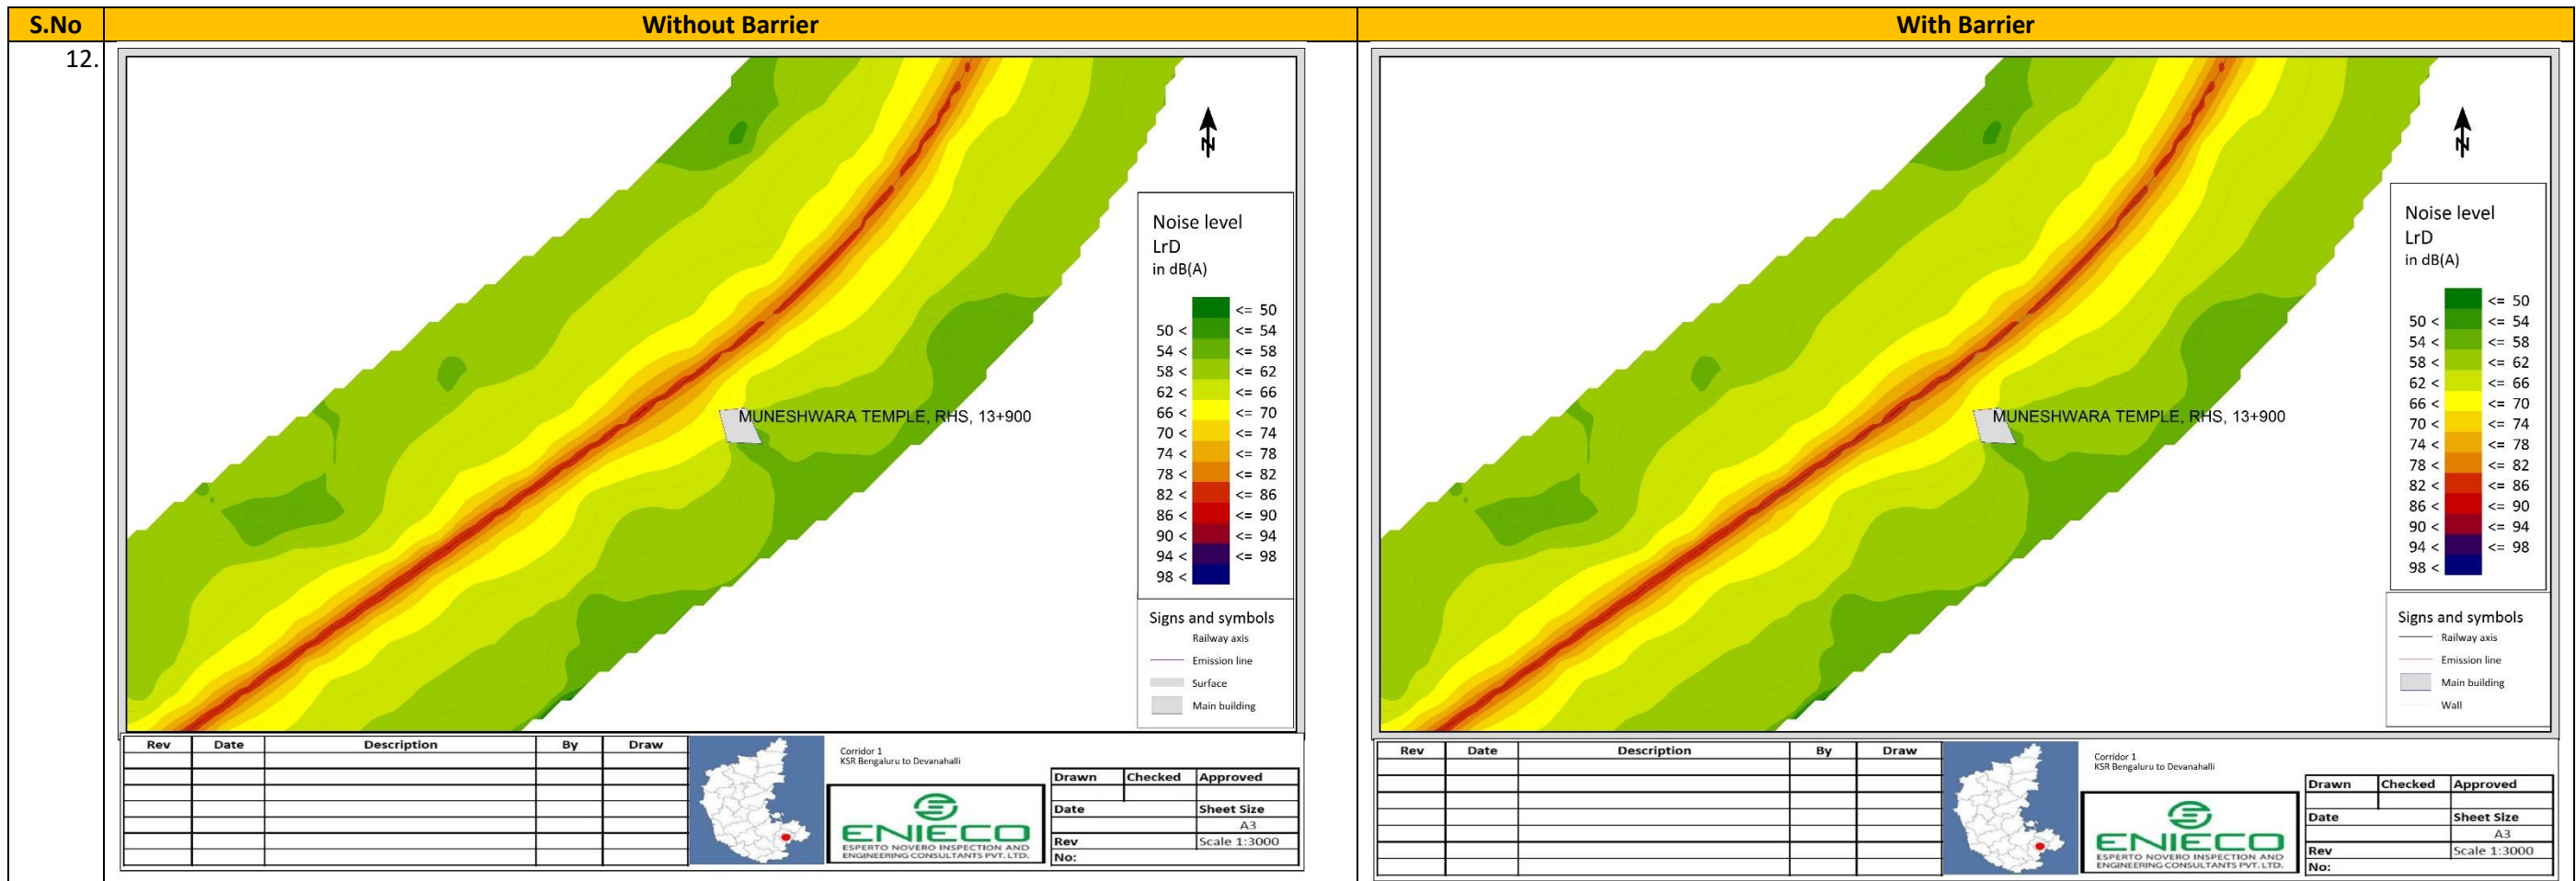 S.No Without Barrier With Barrier
12.
MUNESHWARA TEMPLE, RHS, 13+900
N
Noise level
LrD
in dB(A)
<= 50
50 < <= 54
54 < <= 58
58 < <= 62
62 < <= 66
66 < <= 70
70 < <= 74
74 < <= 78
78 < <= 82
82 < <= 86
86 < <= 90
90 < <= 94
94 < <= 98
98 <
Signs and symbols
Railway axis
Emission line
Surface
Main building
Rev Date Description By Draw
Corridor 1
KSR Bengaluru to Devanahalli
ENIECO
ESPERTO NOVERO INSPECTION AND
ENGINEERING CONSULTANTS PVT. LTD.
Drawn Checked Approved
Date Sheet Size
A3
Rev Scale 1:3000
No:
MUNESHWARA TEMPLE, RHS, 13+900
N
Noise level
LrD
in dB(A)
<= 50
50 < <= 54
54 < <= 58
58 < <= 62
62 < <= 66
66 < <= 70
70 < <= 74
74 < <= 78
78 < <= 82
82 < <= 86
86 < <= 90
90 < <= 94
94 < <= 98
98 <
Signs and symbols
Railway axis
Emission line
Main building
Wall
Rev Date Description By Draw
Corridor 1
KSR Bengaluru to Devanahalli
ENIECO
ESPERTO NOVERO INSPECTION AND
ENGINEERING CONSULTANTS PVT. LTD.
Drawn Checked Approved
Date Sheet Size
A3
Rev Scale 1:3000
No: